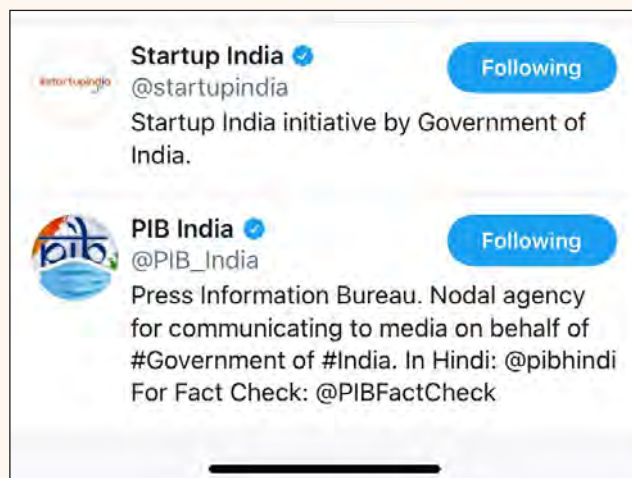 #startupindia
Startup India
Following
@startupindia
Startup India initiative by Government of
India.
pib
PIB India
Following
@PIB_India
Press Information Bureau. Nodal agency
for communicating to media on behalf of
#Government of #India. In Hindi: @pibhindi
For Fact Check: @PIBFactCheck